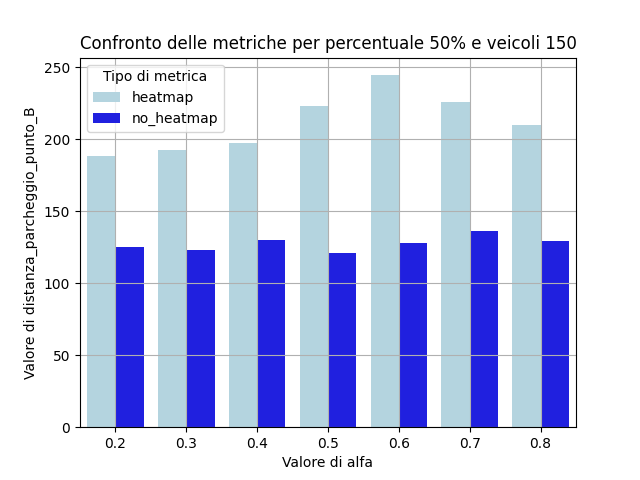 Confronto delle metriche per percentuale 50% e veicoli 150
Valore di distanza_parcheggio_punto_B
250
200
150
100
50
0
Tipo di metrica
heatmap
no_heatmap
0.2 0.3 0.4 0.5 0.6 0.7 0.8
Valore di alfa